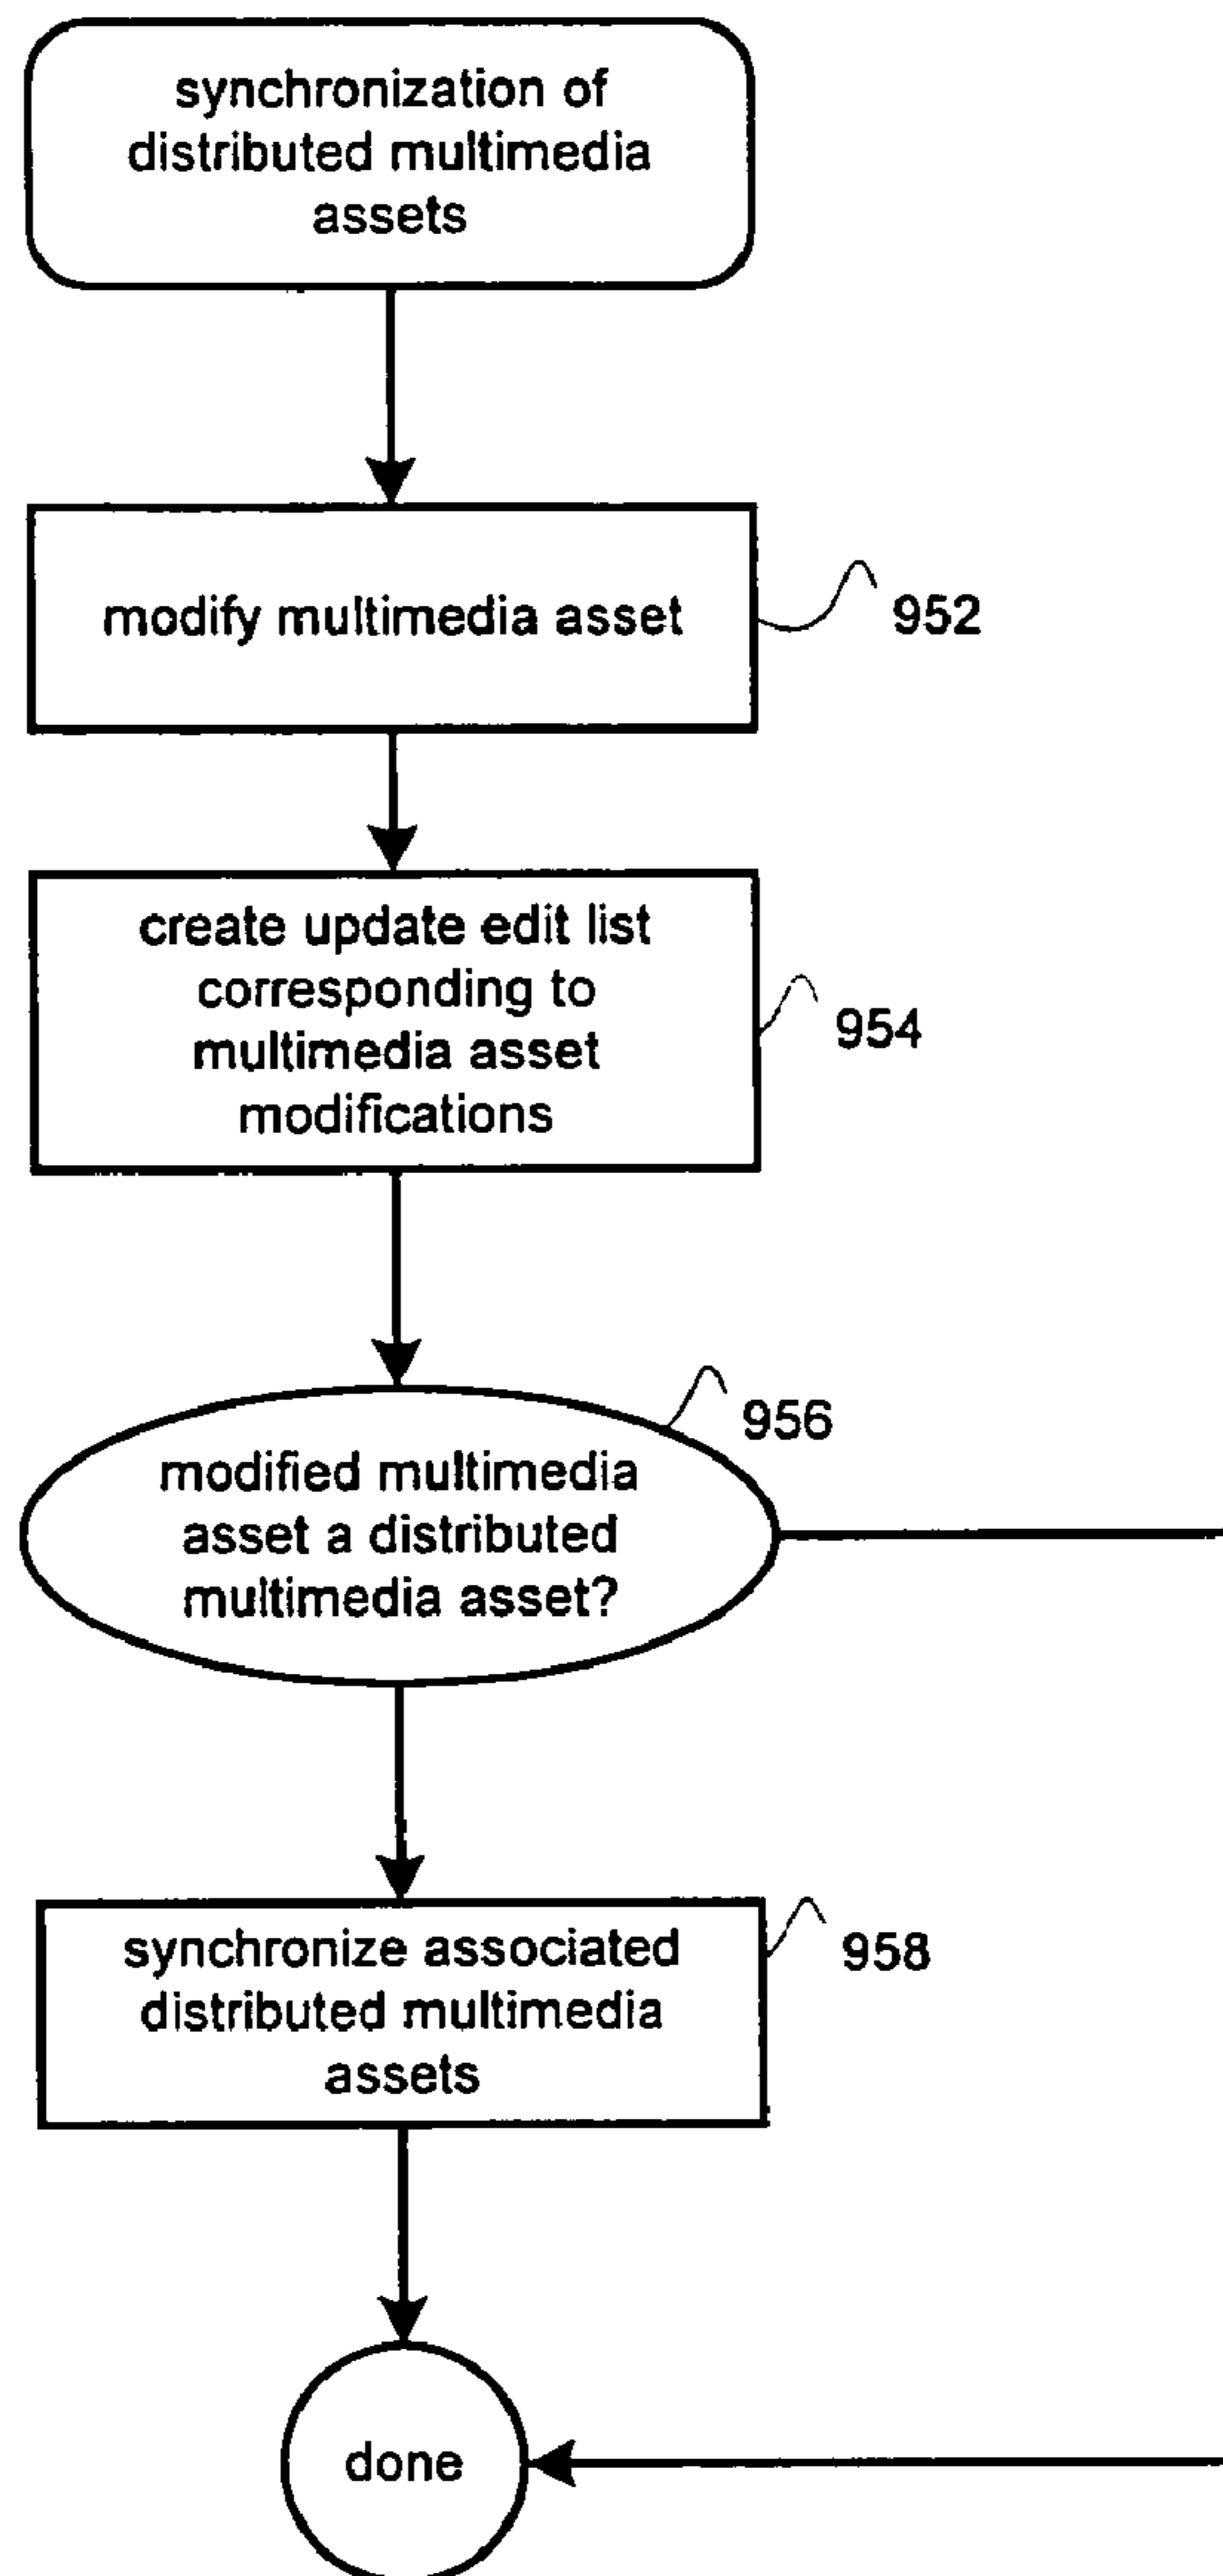 synchronization of
distributed multimedia
assets
modify multimedia asset
952
create update edit list
corresponding to
multimedia asset
modifications
954
956
modified multimedia
asset a distributed
multimedia asset?
synchronize associated
distributed multimedia
assets
958
done